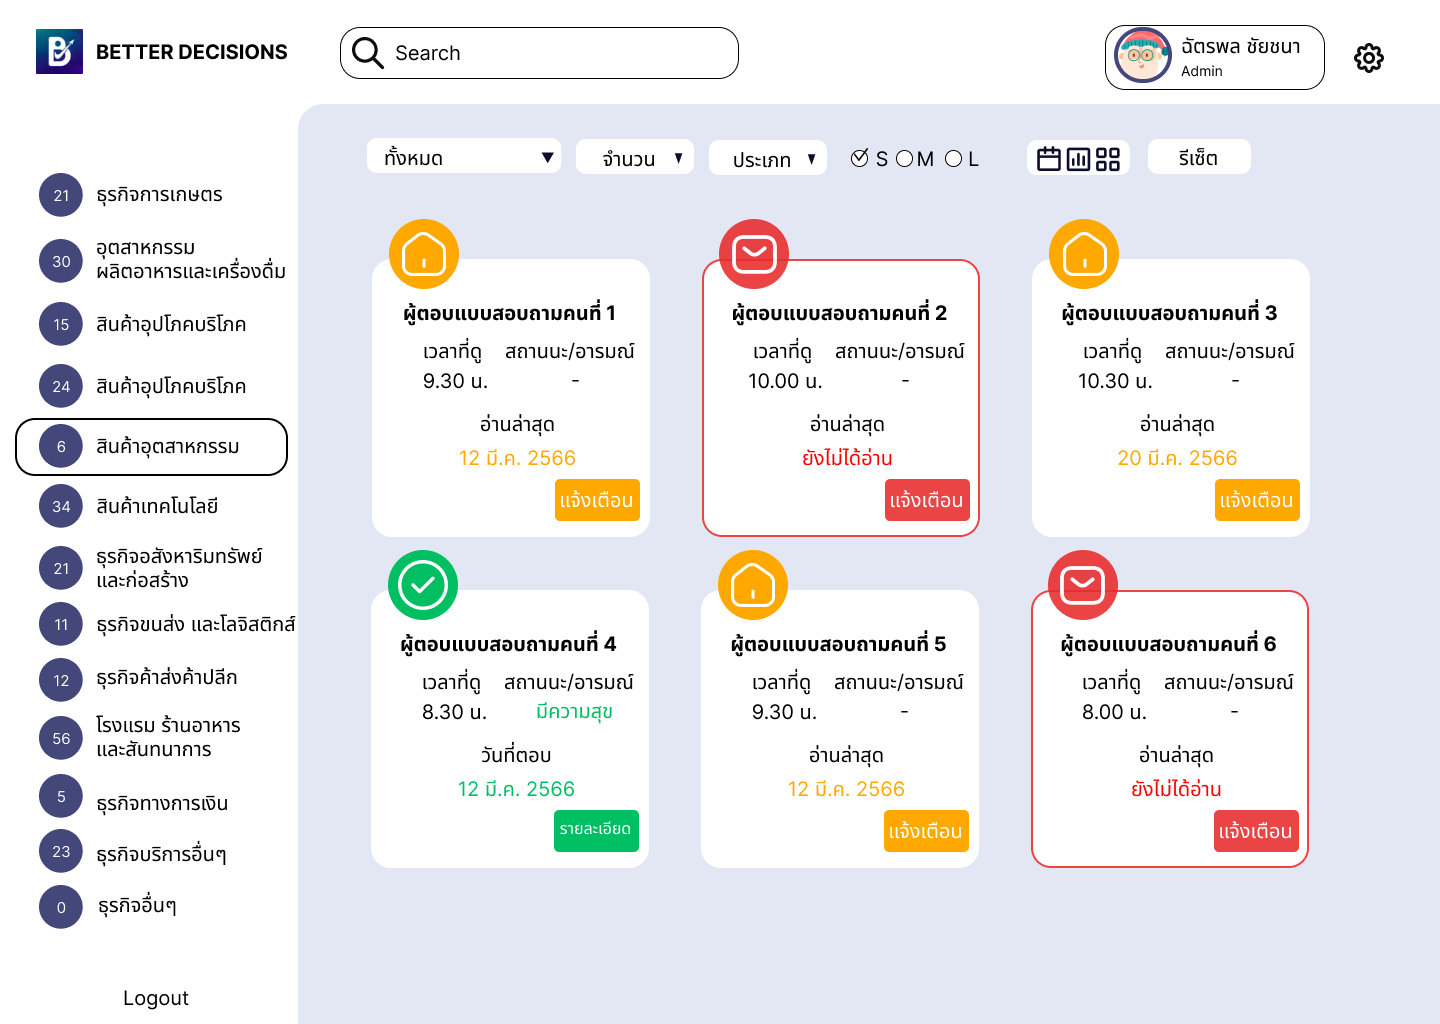 BETTER DECISIONS
Search
ฉัตรพล ชัยชนา
Admin
ทั้งหมด
จำนวน
ประเภท
S
M
L
รีเซ็ต
21 ธุรกิจการเกษตร
30 อุตสาหกรรม
ผลิตอาหารและเครื่องดื่ม
15 สินค้าอุปโภคบริโภค
24 สินค้าอุปโภคบริโภค
6 สินค้าอุตสาหกรรม
34 สินค้าเทคโนโลยี
21 ธุรกิจอสังหาริมทรัพย์
และก่อสร้าง
11 ธุรกิจขนส่ง และโลจิสติกส์
12 ธุรกิจค้าส่งค้าปลีก
56 โรงแรม ร้านอาหาร
และสันทนาการ
5 ธุรกิจทางการเงิน
23 ธุรกิจบริการอื่นๆ
0 ธุรกิจอื่นๆ
Logout
ผู้ตอบแบบสอบถามคนที่ 1
เวลาที่ดู สถานนะ/อารมณ์
9.30 น. -
อ่านล่าสุด
12 มี.ค. 2566
แจ้งเตือน
ผู้ตอบแบบสอบถามคนที่ 2
เวลาที่ดู สถานนะ/อารมณ์
10.00 น. -
อ่านล่าสุด
ยังไม่ได้อ่าน
แจ้งเตือน
ผู้ตอบแบบสอบถามคนที่ 3
เวลาที่ดู สถานนะ/อารมณ์
10.30 น. -
อ่านล่าสุด
20 มี.ค. 2566
แจ้งเตือน
ผู้ตอบแบบสอบถามคนที่ 4
เวลาที่ดู สถานนะ/อารมณ์
8.30 น. มีความสุข
วันที่ตอบ
12 มี.ค. 2566
รายละเอียด
ผู้ตอบแบบสอบถามคนที่ 5
เวลาที่ดู สถานนะ/อารมณ์
9.30 น. -
อ่านล่าสุด
12 มี.ค. 2566
แจ้งเตือน
ผู้ตอบแบบสอบถามคนที่ 6
เวลาที่ดู สถานนะ/อารมณ์
8.00 น. -
อ่านล่าสุด
ยังไม่ได้อ่าน
แจ้งเตือน